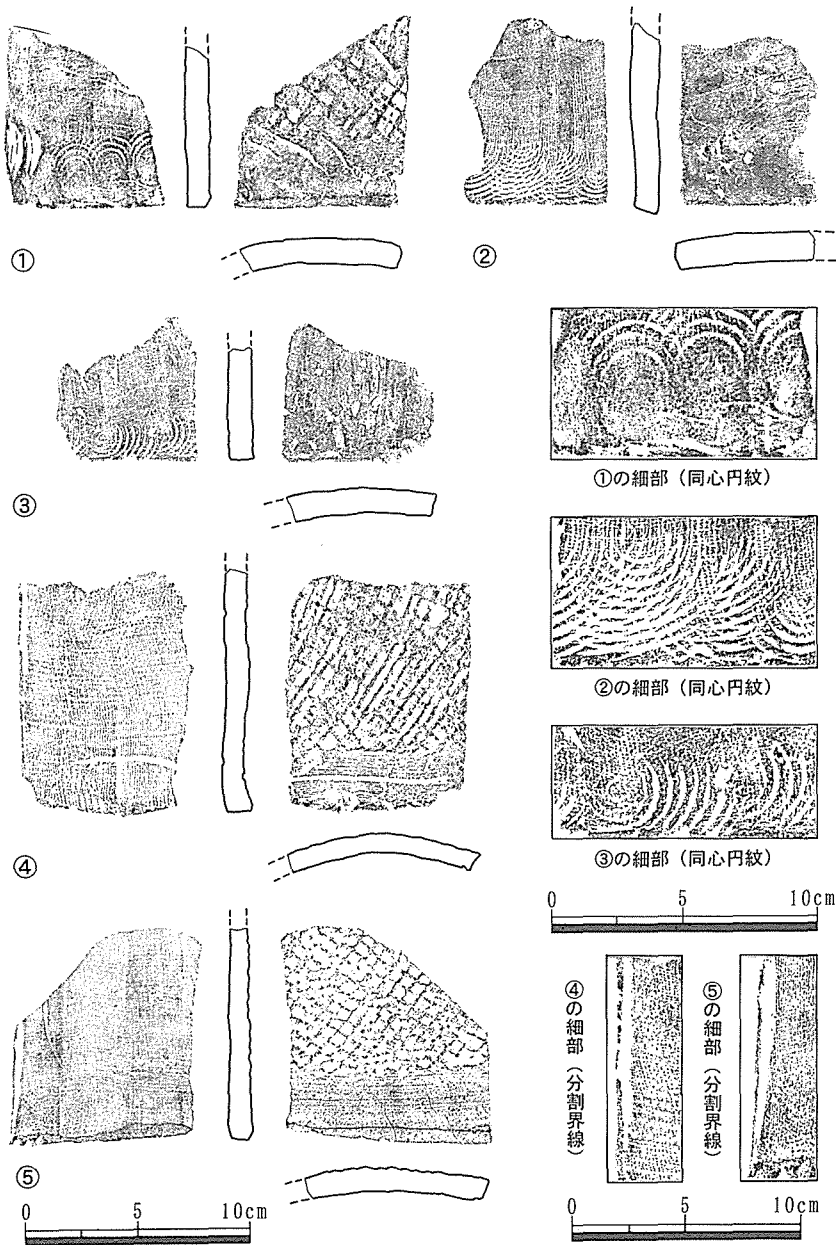 ①
②
③
①の細部（同心円紋）
②の細部（同心円紋）
③の細部（同心円紋）
0 5 10cm
④
⑤
④の細部（分割界線）
⑤の細部（分割界線）
0 5 10cm
0 5 10cm